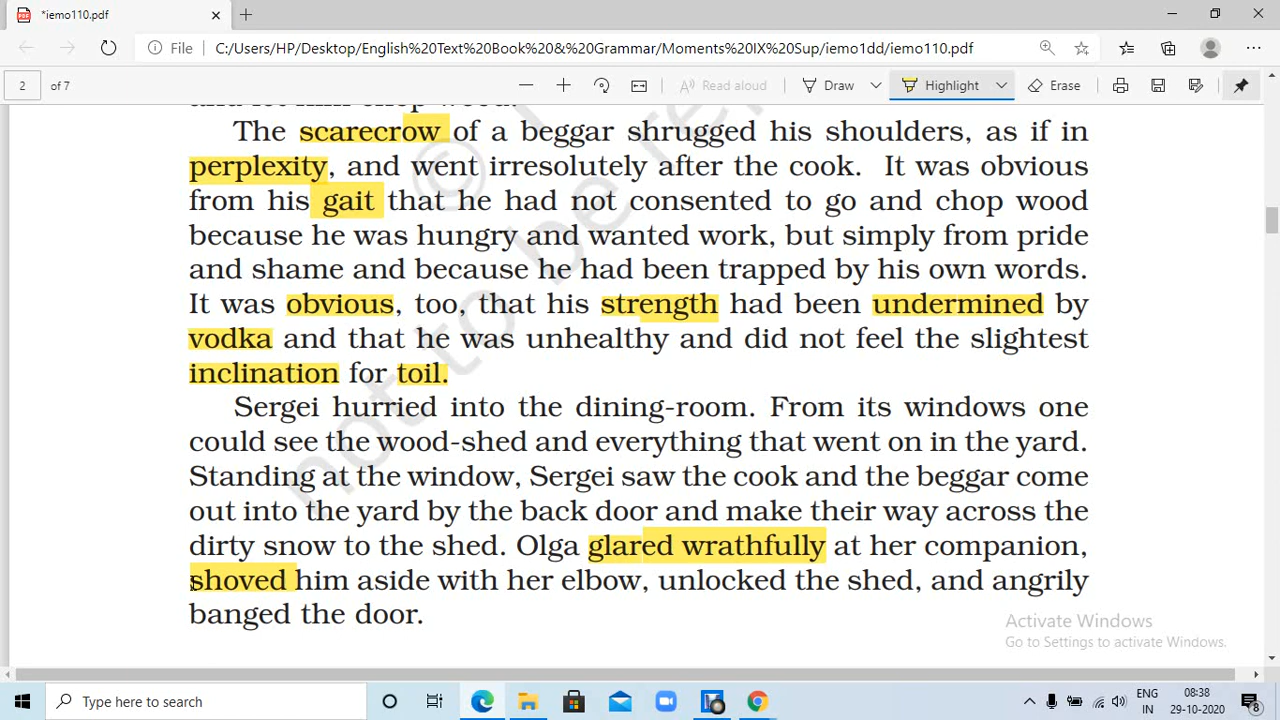 *iemo110.pdf
File C:/Users/HP/Desktop/English%20Text%20Book%20&%20Grammar/Moments%20IX%20Sup/iemo1dd/iemo110.pdf
2 of 7 Read aloud Draw Highlight Erase
and let him chop wood.
The scarecrow of a beggar shrugged his shoulders, as if in
perplexity, and went irresolutely after the cook. It was obvious
from his gait that he had not consented to go and chop wood
because he was hungry and wanted work, but simply from pride
and shame and because he had been trapped by his own words.
It was obvious, too, that his strength had been undermined by
vodka and that he was unhealthy and did not feel the slightest
inclination for toil.
Sergei hurried into the dining-room. From its windows one
could see the wood-shed and everything that went on in the yard.
Standing at the window, Sergei saw the cook and the beggar come
out into the yard by the back door and make their way across the
dirty snow to the shed. Olga glared wrathfully at her companion,
shoved him aside with her elbow, unlocked the shed, and angrily
banged the door.
© 
not to be re
Activate Windows
Go to Settings to activate Windows.
Type here to search
ENG 08:38
IN 29-10-2020 8